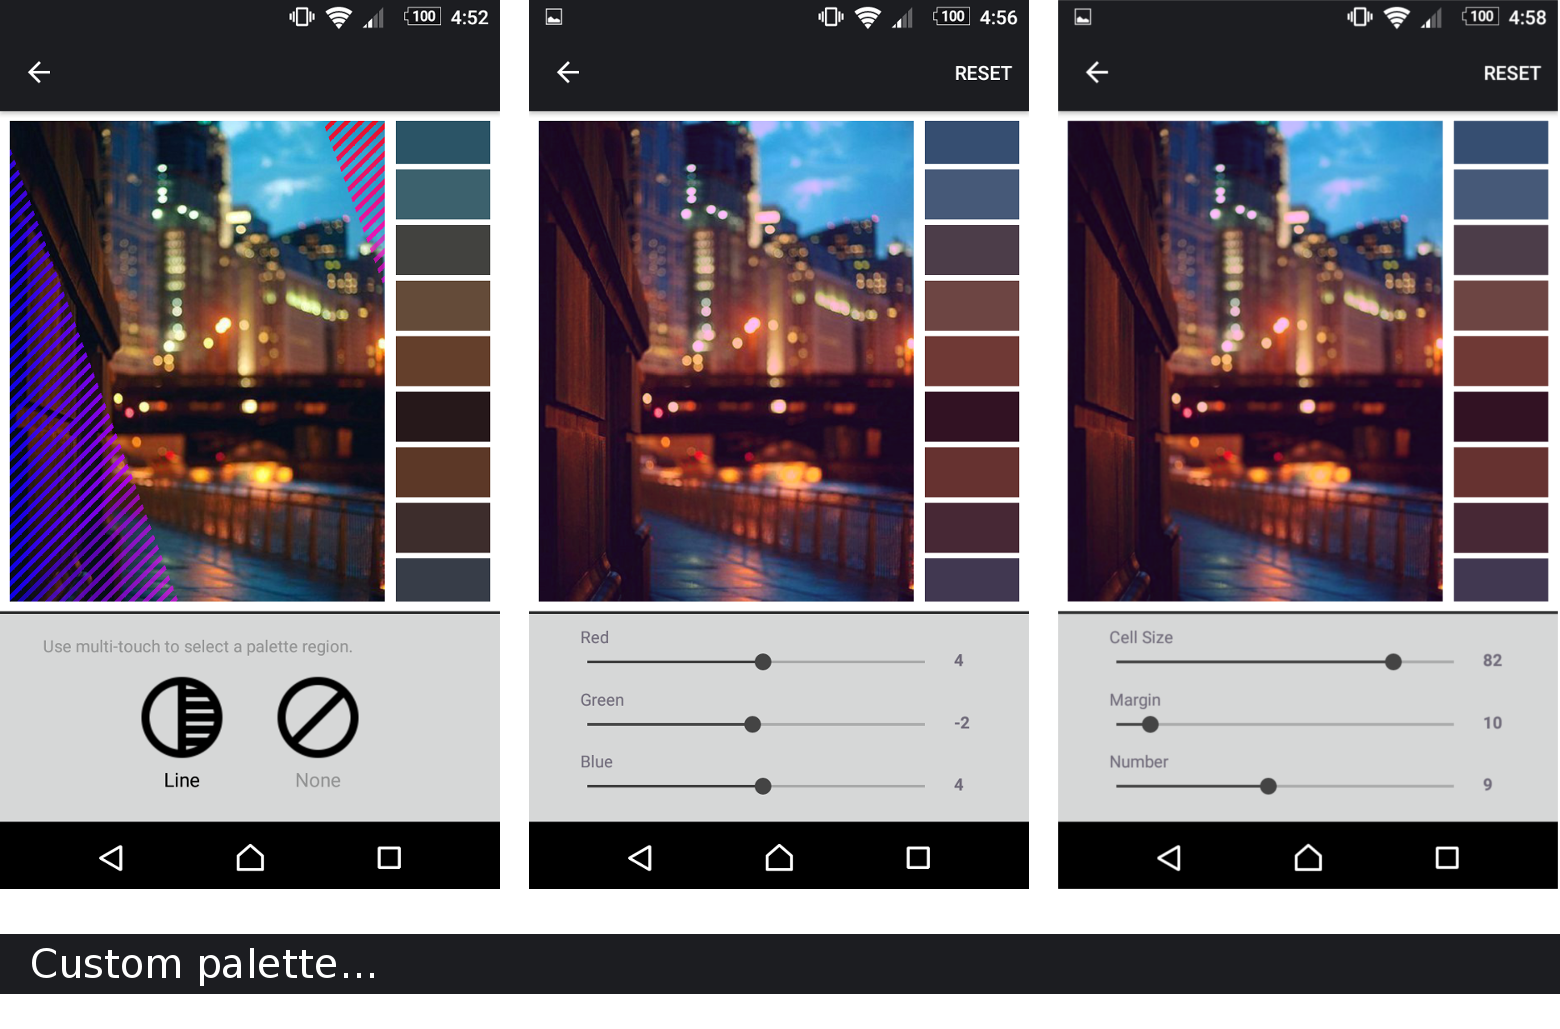 100 4:52
100 4:56
RESET
100 4:58
RESET
Use multi-touch to select a palette region.
Line
None
Red
4
Green
-2
Blue
4
Cell Size
82
Margin
10
Number
9
Custom palette...